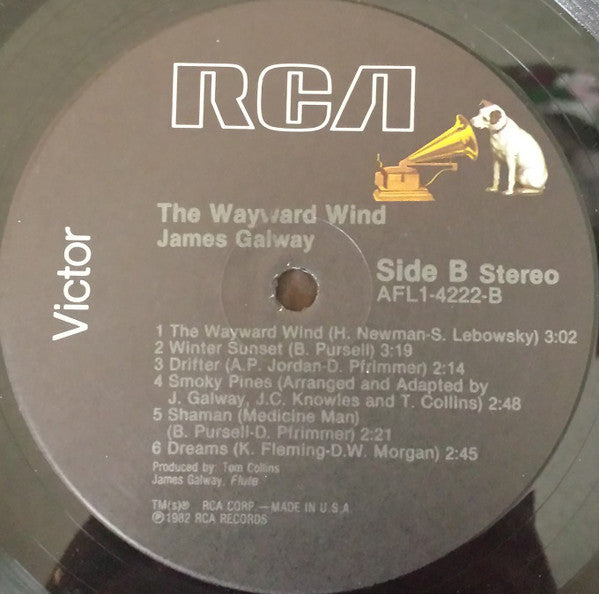 RCA
Victor
The Wayward Wind
James Galway
Side B Stereo
AFL1-4222-B
1 The Wayward Wind (H. Newman-S. Lebowsky) 3:02
2 Winter Sunset (B. Pursell) 3:19
3 Drifter (A.P. Jordan-D. Pfrimmer) 2:14
4 Smoky Pines (Arranged and Adapted by
J. Galway, J.C. Knowles and T. Collins) 2:48
5 Shaman (Medicine Man)
(B. Pursell-D. Pfrimmer) 2:21
6 Dreams (K. Fleming-D.W. Morgan) 2:45
Produced by: Tom Collins
James Galway, Flute
TM(s)® RCA CORP.—MADE IN U.S.A.
℗1982 RCA RECORDS